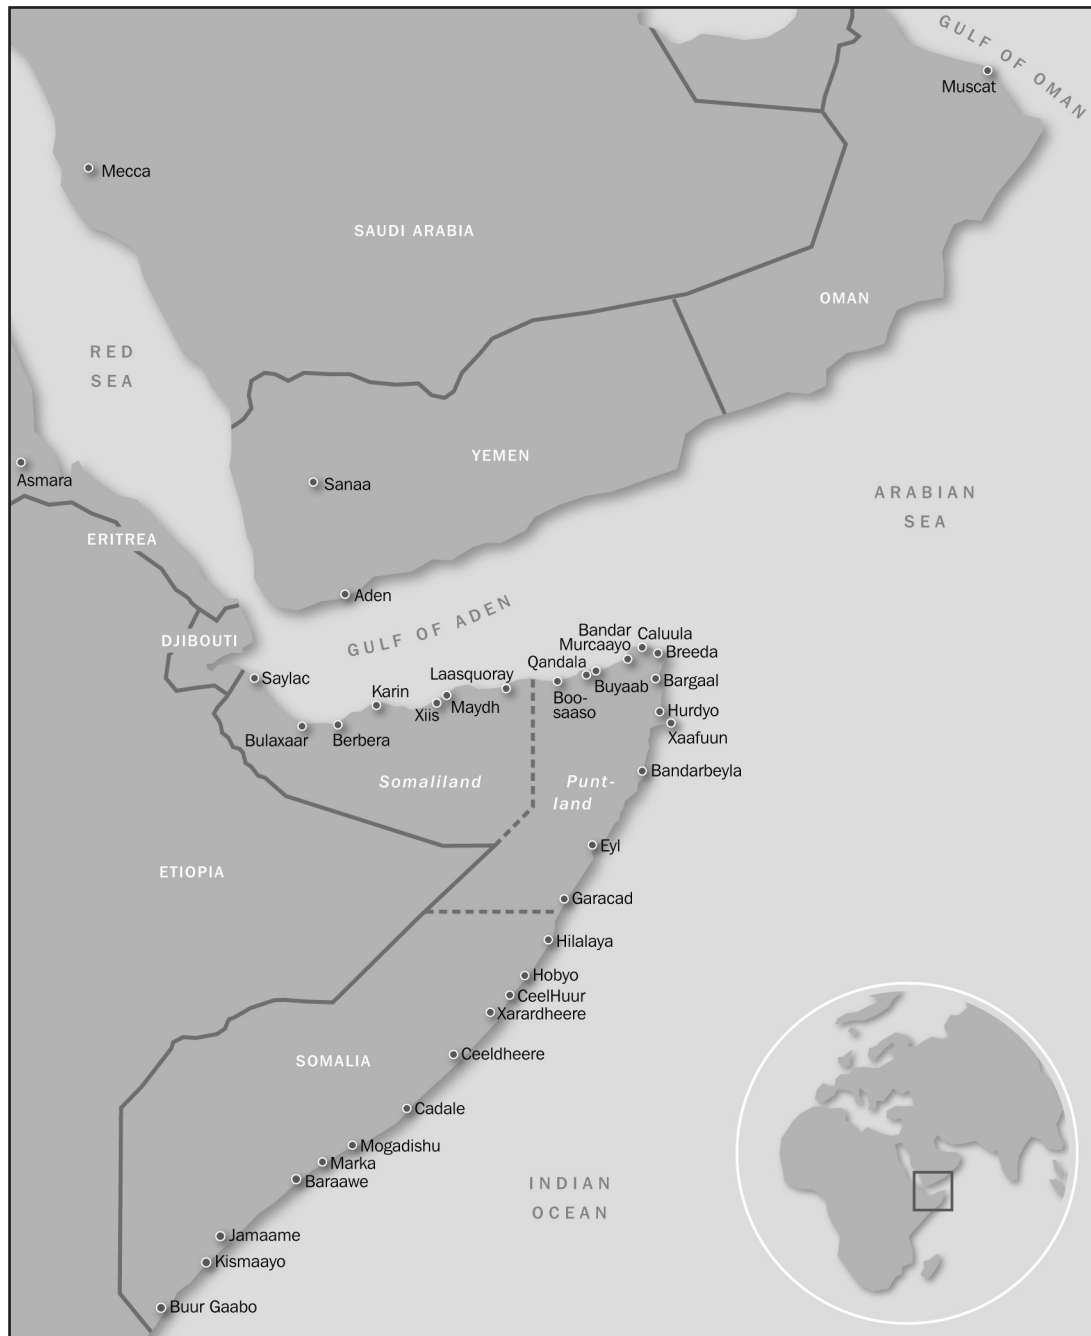 GULF OF OMAN
Muscat
Mecca
SAUDI ARABIA
OMAN
RED
SEA
YEMEN
Asmara
Sanaa
ARABIAN
SEA
ERITREA
Aden
GULF OF ADEN
DJIBOUTI
Bandar
Murcaayo
Caluula
Breeda
Qandala
Laasquoray
Saylac
Buyaab
Bargaal
Karin
Xiis
Maydh
Boo-
saaso
Hurdyo
Bulaxaar
Berbera
Xaafuun
Somaliland
Punt-
land
Bandarbeyla
Eyl
ETIOPIA
Garacad
Hilalaya
Hobyo
CeelHuur
Xarardheere
SOMALIA
Ceeldheere
Cadale
Mogadishu
Marka
Baraawe
INDIAN
OCEAN
Jamaame
Kismaayo
Buur Gaabo